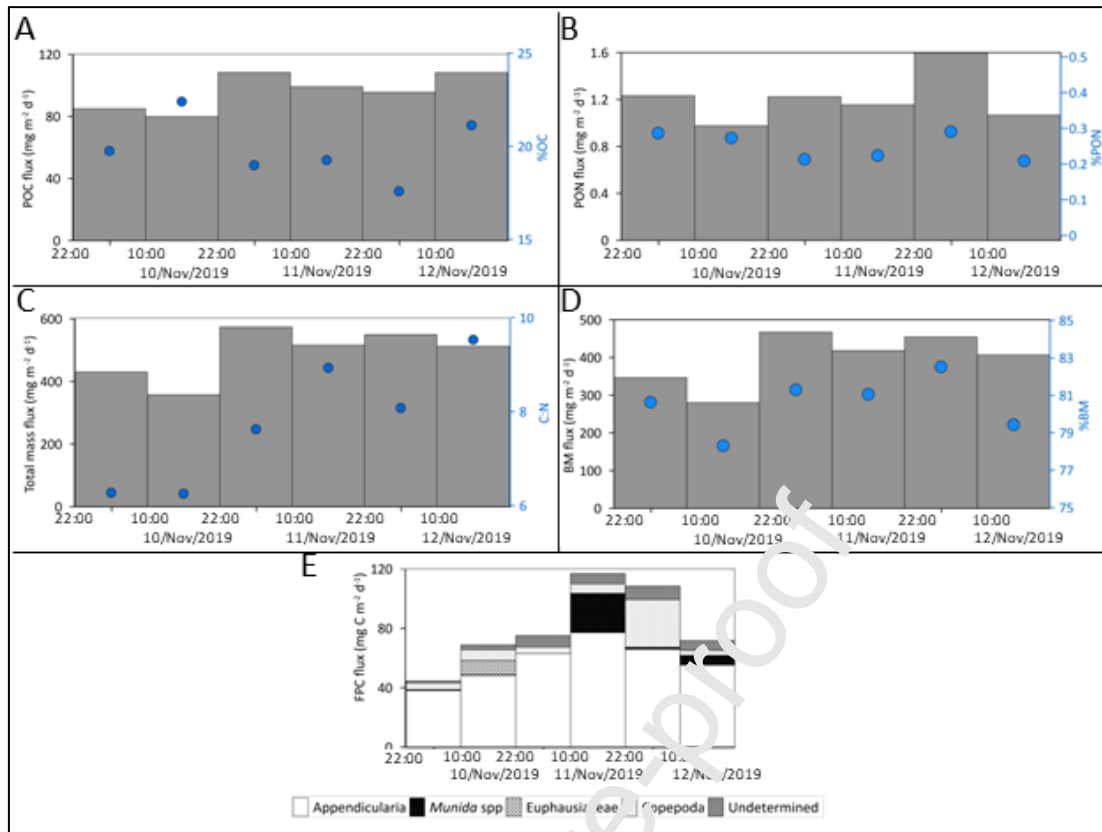 A
B
120
80
40
0
POC flux (mg m⁻² d⁻¹)
25
20
15
%OC
22:00 10:00 22:00 10:00 22:00 10:00
10/Nov/2019 11/Nov/2019 12/Nov/2019
1.6
1.2
0.8
0.4
0
PON flux (mg m⁻² d⁻¹)
0.5
0.4
0.3
0.2
0.1
0
%PON
22:00 10:00 22:00 10:00 22:00 10:00
10/Nov/2019 11/Nov/2019 12/Nov/2019
C
D
600
400
200
0
Total mass flux (mg m⁻² d⁻¹)
10
8
6
C:N
22:00 10:00 22:00 10:00 22:00 10:00
10/Nov/2019 11/Nov/2019 12/Nov/2019
500
400
300
200
100
0
BM flux (mg m⁻² d⁻¹)
85
83
81
79
77
75
%BM
22:00 10:00 22:00 10:00 22:00 10:00
10/Nov/2019 11/Nov/2019 12/Nov/2019
E
120
80
40
0
FPC flux (mg C m⁻² d⁻¹)
22:00 10:00 22:00 10:00 22:00
10/Nov/2019 11/Nov/2019 12/Nov/2019
Appendicularia Munida spp Copepoda Undetermined